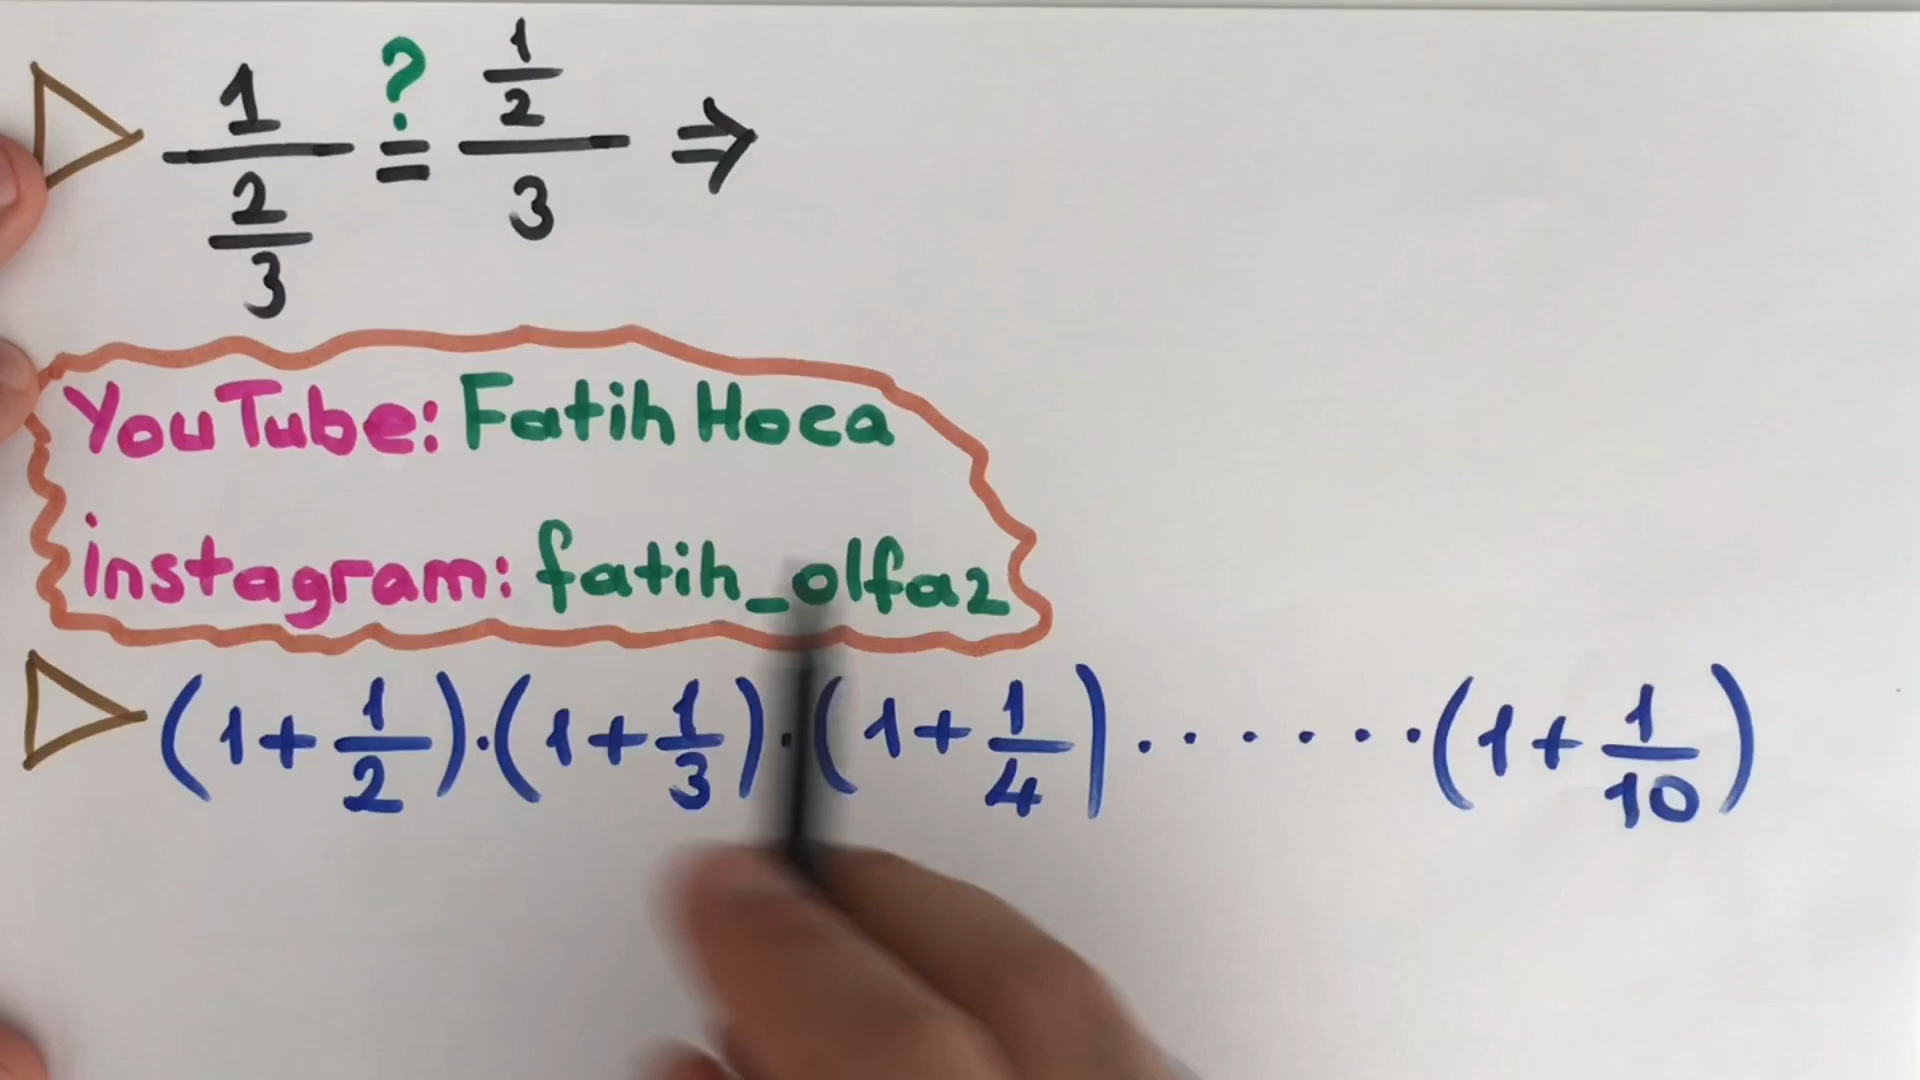 1/(2/3) ?= (1/2)/3 ⇒
YouTube: Fatih Hoca
instagram: fatih_olfaz
(1+1/2)·(1+1/3)·(1+1/4)·······(1+1/10)